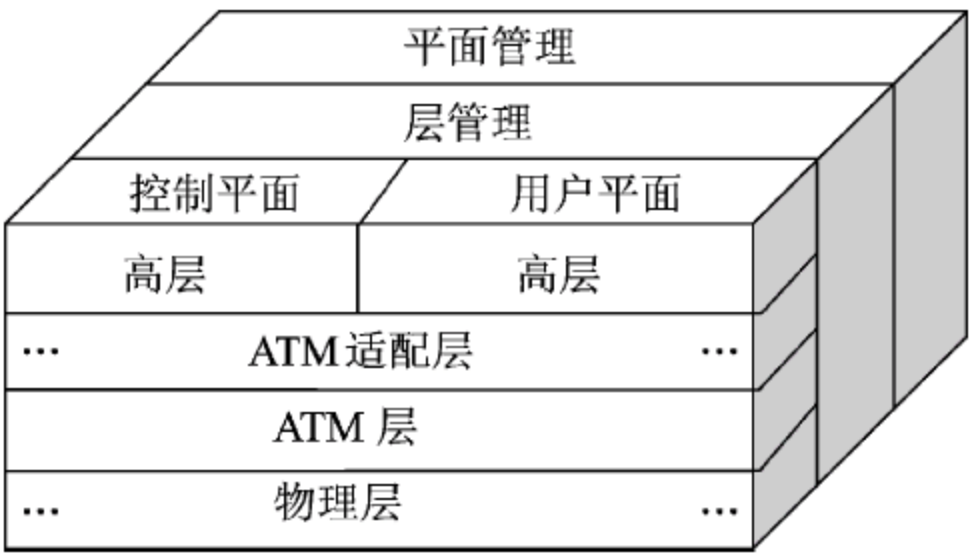 平面管理
层管理
控制平面 用户平面
高层 高层
… ATM适配层 …
ATM 层
… 物理层 …